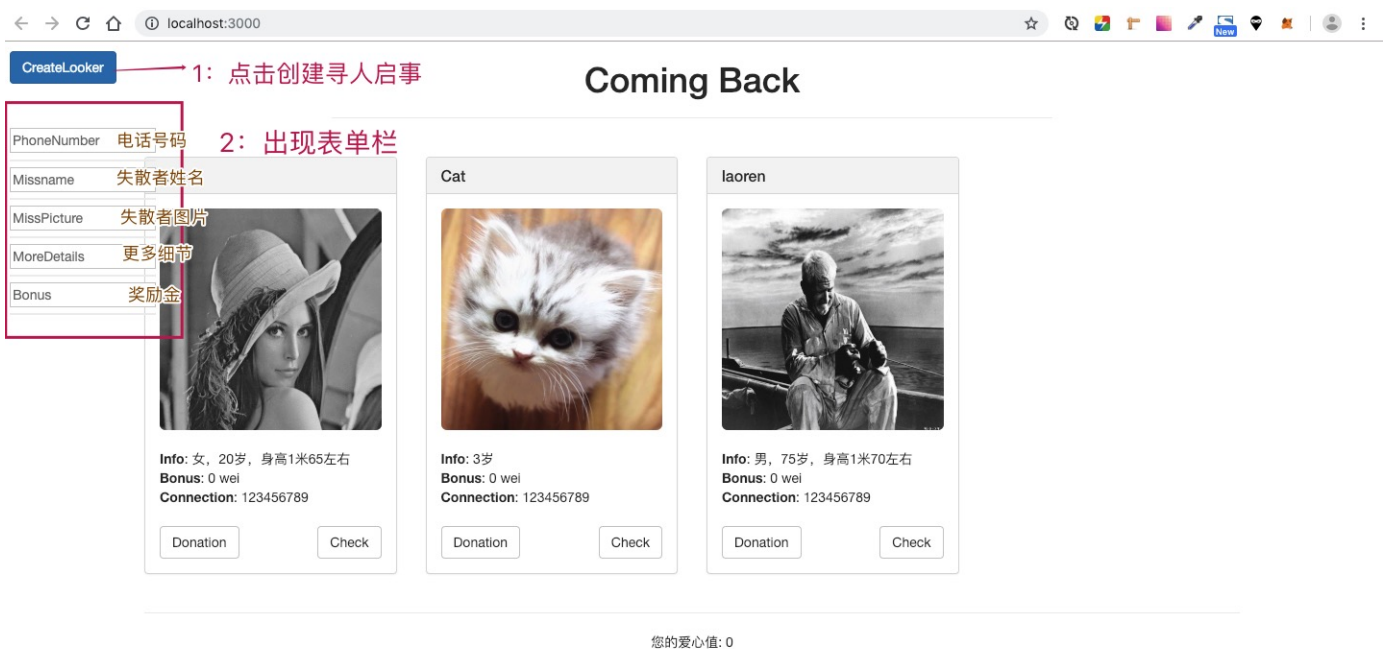 localhost:3000
New
CreateLooker
1：点击创建寻人启事
Coming Back
PhoneNumber 电话号码
2：出现表单栏
Missname 失散者姓名
MissPicture 失散者图片
MoreDetails 更多细节
Bonus 奖励金
Cat
laoren
Info: 女，20岁，身高1米65左右
Bonus: 0 wei
Connection: 123456789
Donation
Check
Info: 3岁
Bonus: 0 wei
Connection: 123456789
Donation
Check
Info: 男，75岁，身高1米70左右
Bonus: 0 wei
Connection: 123456789
Donation
Check
您的爱心值: 0